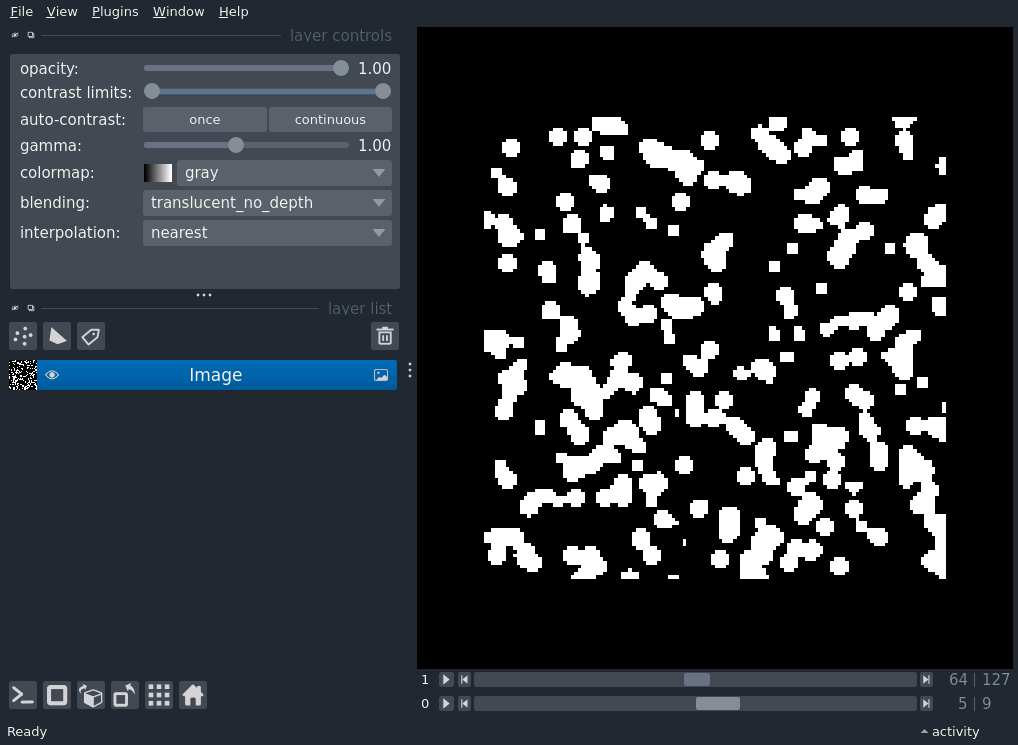 File View Plugins Window Help
layer controls
opacity: 1.00
contrast limits:
auto-contrast: once continuous
gamma: 1.00
colormap: gray
blending: translucent_no_depth
interpolation: nearest
layer list
Image
1 64 | 127
0 5 | 9
Ready activity